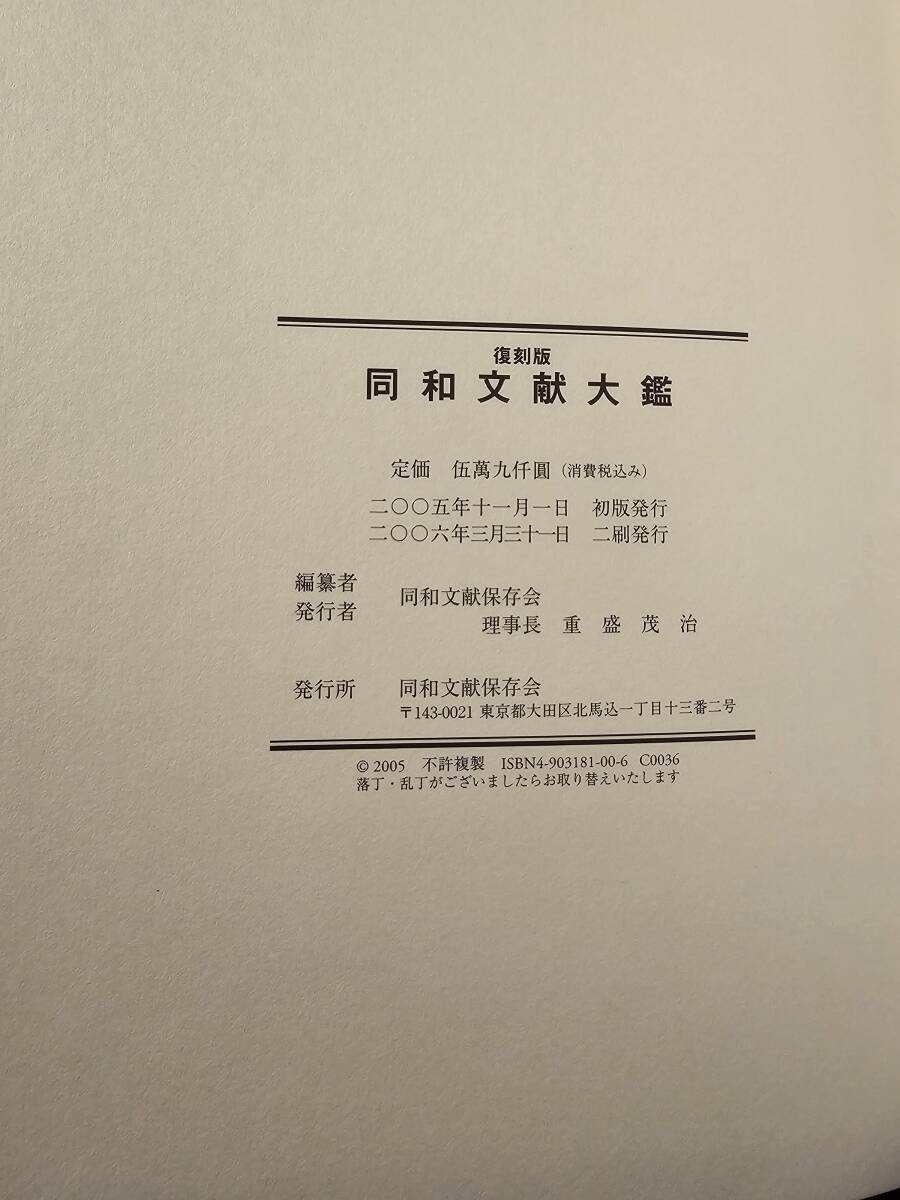 復刻版
同和文献大鑑
定価 伍萬九仟圓（消費税込み）
二〇〇五年十一月一日 初版発行
二〇〇六年三月三十一日 二刷発行
編纂者
発行者
同和文献保存会
理事長 重盛茂治
発行所 同和文献保存会
〒143-0021 東京都大田区北馬込一丁目十三番二号
© 2005 不許複製 ISBN4-903181-00-6 C0036
落丁・乱丁がございましたらお取り替えいたします